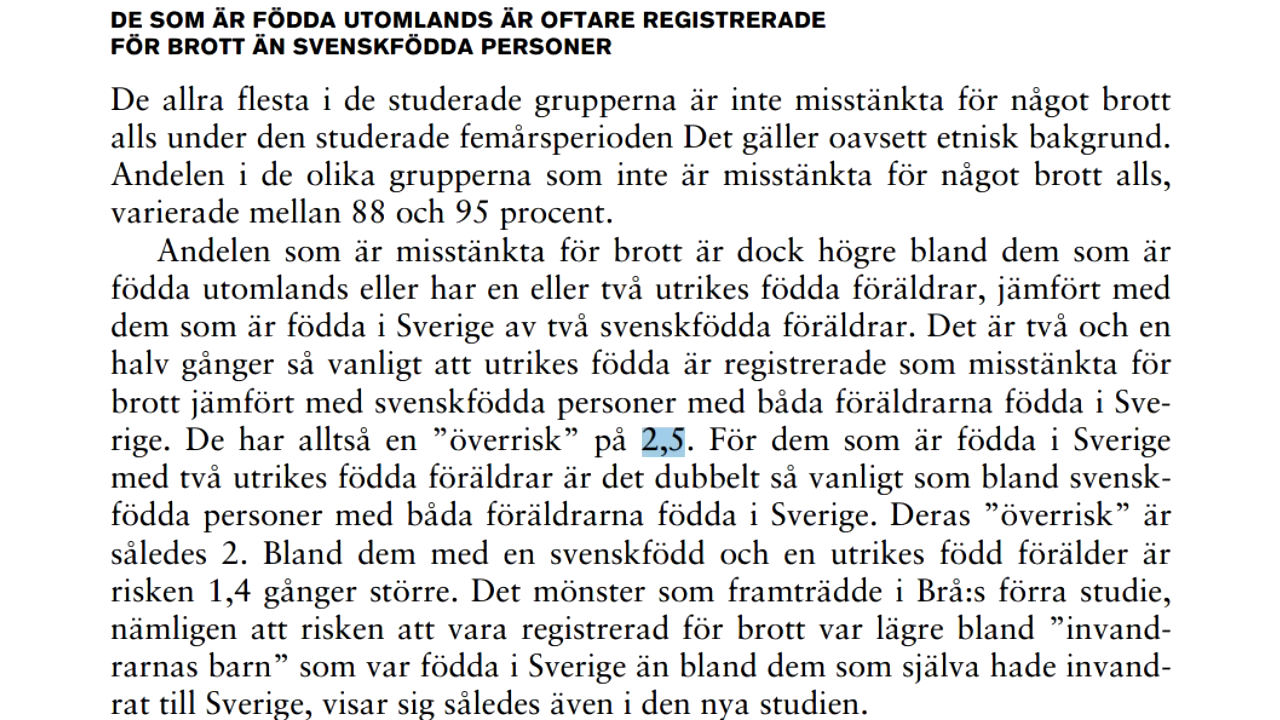 DE SOM ÄR FÖDDA UTOMLANDS ÄR OFTARE REGISTRERADE
FÖR BROTT ÄN SVENSKFÖDDA PERSONER
De allra flesta i de studerade grupperna är inte misstänkta för något brott
alls under den studerade femårsperioden Det gäller oavsett etnisk bakgrund.
Andelen i de olika grupperna som inte är misstänkta för något brott alls,
varierade mellan 88 och 95 procent.
Andelen som är misstänkta för brott är dock högre bland dem som är
födda utomlands eller har en eller två utrikes födda föräldrar, jämfört med
dem som är födda i Sverige av två svenskfödda föräldrar. Det är två och en
halv gånger så vanligt att utrikes födda är registrerade som misstänkta för
brott jämfört med svenskfödda personer med båda föräldrarna födda i Sve-
rige. De har alltså en ”överrisk” på 2,5. För dem som är födda i Sverige
med två utrikes födda föräldrar är det dubbelt så vanligt som bland svensk-
födda personer med båda föräldrarna födda i Sverige. Deras ”överrisk” är
således 2. Bland dem med en svenskfödd och en utrikes född förälder är
risken 1,4 gånger större. Det mönster som framträdde i Brå:s förra studie,
nämligen att risken att vara registrerad för brott var lägre bland ”invand-
rarnas barn” som var födda i Sverige än bland dem som själva hade invand-
rat till Sverige, visar sig således även i den nya studien.